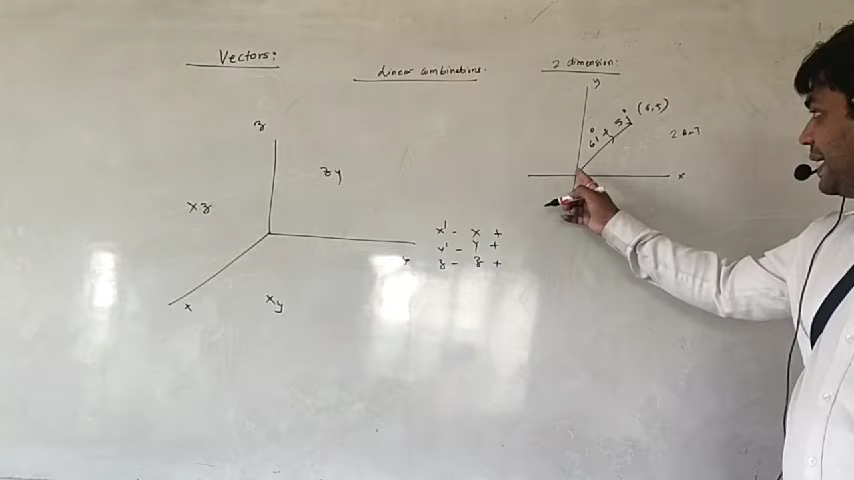 Vectors:
Linear combinations.
2 dimension:
y
(6,5)
x
z
zy
xz
x
xy
x' - x +
y' - y +
z - z +